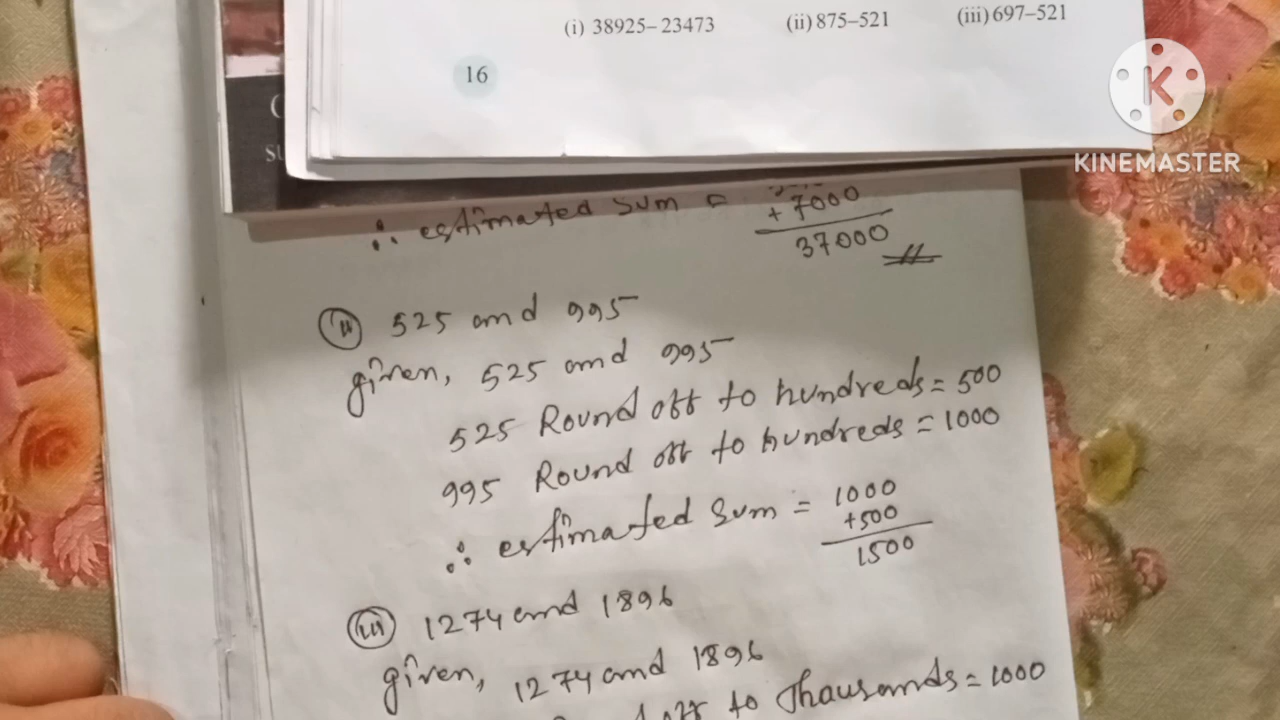 (i) 38925–23473 (ii) 875–521 (iii) 697–521
16
KINEMASTER
∴ estimated sum =
+ 7000
37000
(ii) 525 and 995
given, 525 and 995
525 Round off to hundreds = 500
995 Round off to hundreds = 1000
∴ estimated sum = 1000
+500
1500
(iii) 1274 and 1896
given, 1274 and 1896
to Thausands = 1000